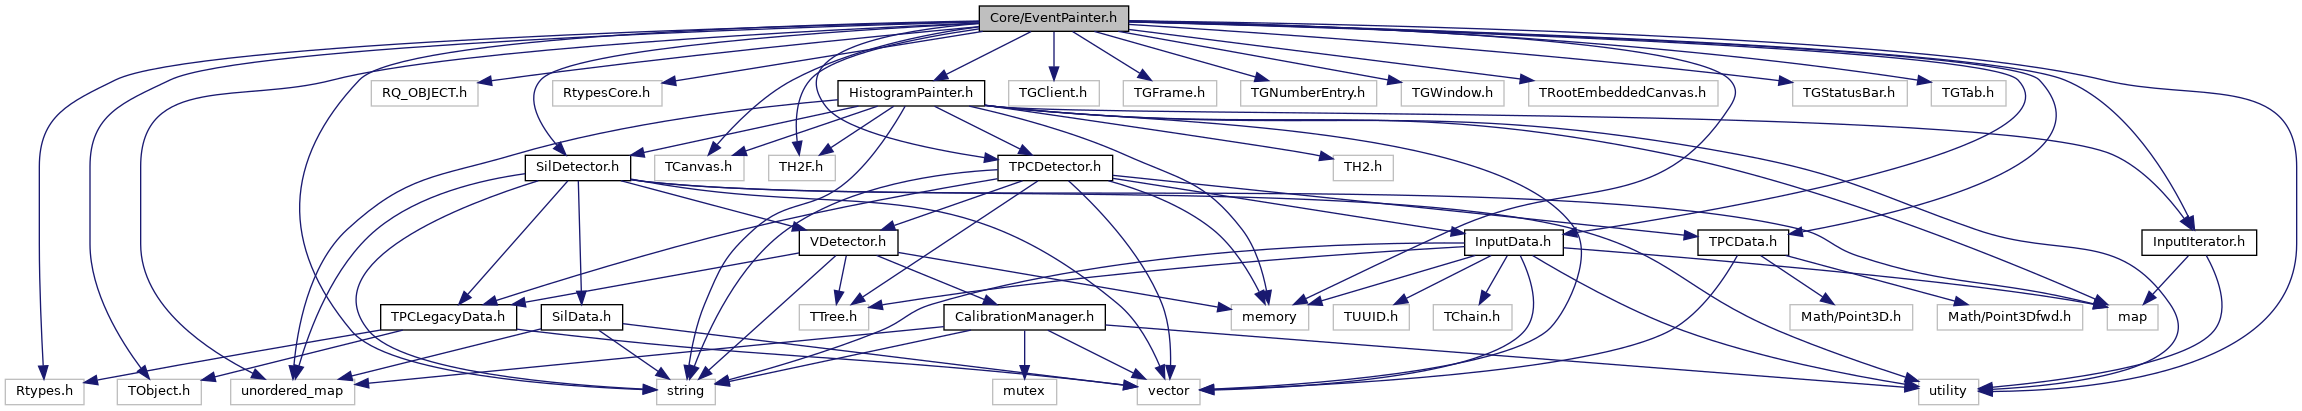 Core/EventPainter.h
RQ_OBJECT.h
RtypesCore.h
HistogramPainter.h
TGClient.h
TGFrame.h
TGNumberEntry.h
TGWindow.h
TRootEmbeddedCanvas.h
TGStatusBar.h
TGTab.h
SilDetector.h
TCanvas.h
TH2F.h
TPCDetector.h
TH2.h
VDetector.h
InputData.h
TPCData.h
InputIterator.h
TPCLegacyData.h
SilData.h
TTree.h
CalibrationManager.h
memory
TUUID.h
TChain.h
Math/Point3D.h
Math/Point3Dfwd.h
map
Rtypes.h
TObject.h
unordered_map
string
mutex
vector
utility